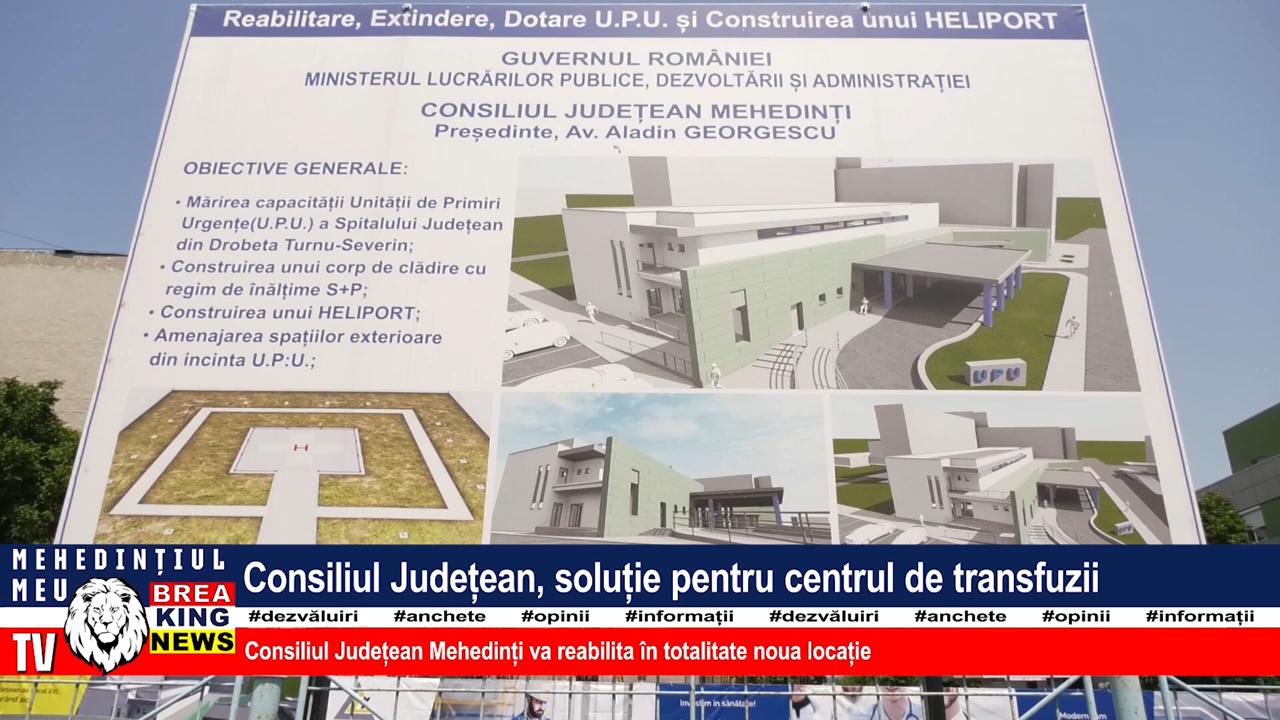 Reabilitare, Extindere, Dotare U.P.U. și Construirea unui HELIPORT
GUVERNUL ROMÂNIEI
MINISTERUL LUCRĂRILOR PUBLICE, DEZVOLTĂRII ȘI ADMINISTRAȚIEI
CONSILIUL JUDEȚEAN MEHEDINȚI
Președinte, Av. Aladin GEORGESCU
OBIECTIVE GENERALE:
• Mărirea capacității Unității de Primiri
Urgențe(U.P.U.) a Spitalului Județean
din Drobeta Turnu-Severin;
• Construirea unui corp de clădire cu
regim de înălțime S+P;
• Construirea unui HELIPORT;
• Amenajarea spațiilor exterioare
din incinta U.P.U.;
UPU
H
UPU
MEHEDINȚIUL
MEU
TV
BREA
KING
NEWS
Consiliul Județean, soluție pentru centrul de transfuzii
#dezvăluiri #anchete #opinii #informații #dezvăluiri #anchete #opinii #informații
Consiliul Județean Mehedinți va reabilita în totalitate noua locație
Investim în sănătate!